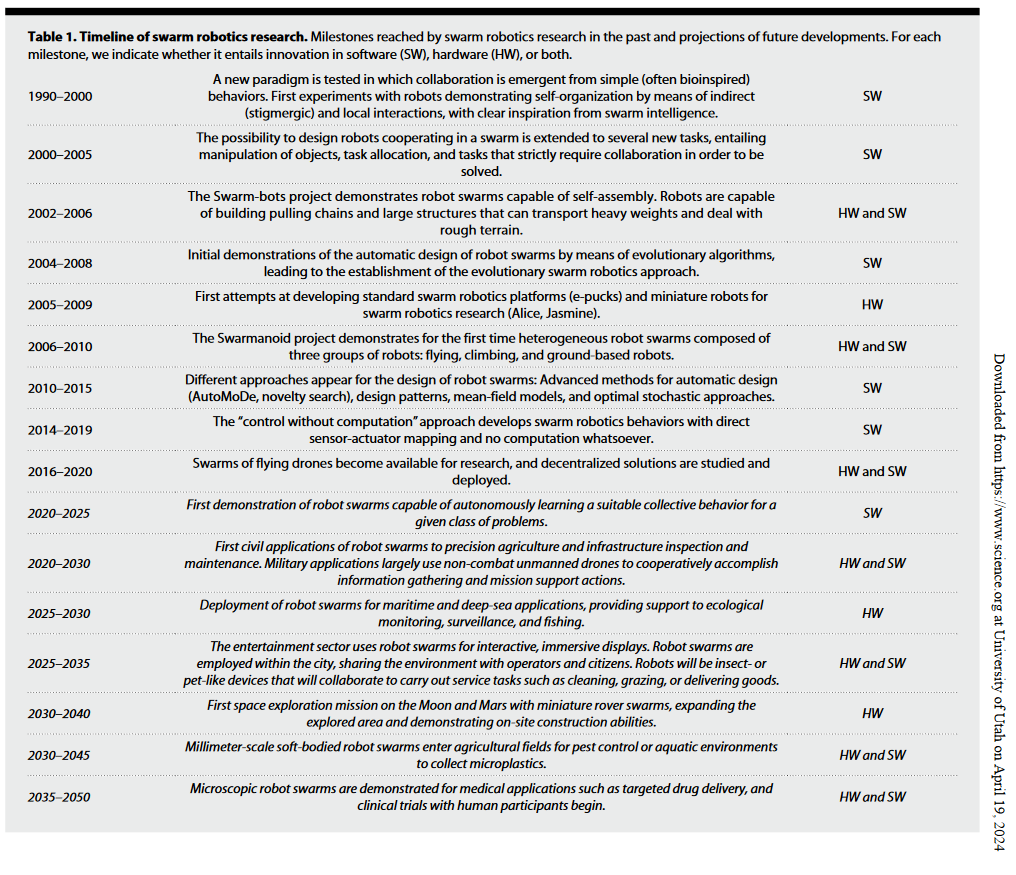 Table 1. Timeline of swarm robotics research. Milestones reached by swarm robotics research in the past and projections of future developments. For each
milestone, we indicate whether it entails innovation in software (SW), hardware (HW), or both.
1990–2000
A new paradigm is tested in which collaboration is emergent from simple (often bioinspired)
behaviors. First experiments with robots demonstrating self-organization by means of indirect
(stigmergic) and local interactions, with clear inspiration from swarm intelligence.
SW
2000–2005
The possibility to design robots cooperating in a swarm is extended to several new tasks, entailing
manipulation of objects, task allocation, and tasks that strictly require collaboration in order to be
solved.
SW
2002–2006
The Swarm-bots project demonstrates robot swarms capable of self-assembly. Robots are capable
of building pulling chains and large structures that can transport heavy weights and deal with
rough terrain.
HW and SW
2004–2008
Initial demonstrations of the automatic design of robot swarms by means of evolutionary algorithms,
leading to the establishment of the evolutionary swarm robotics approach.
SW
2005–2009
First attempts at developing standard swarm robotics platforms (e-pucks) and miniature robots for
swarm robotics research (Alice, Jasmine).
HW
2006–2010
The Swarmanoid project demonstrates for the first time heterogeneous robot swarms composed of
three groups of robots: flying, climbing, and ground-based robots.
HW and SW
2010–2015
Different approaches appear for the design of robot swarms: Advanced methods for automatic design
(AutoMoDe, novelty search), design patterns, mean-field models, and optimal stochastic approaches.
SW
2014–2019
The “control without computation” approach develops swarm robotics behaviors with direct
sensor-actuator mapping and no computation whatsoever.
SW
2016–2020
Swarms of flying drones become available for research, and decentralized solutions are studied and
deployed.
HW and SW
2020–2025
First demonstration of robot swarms capable of autonomously learning a suitable collective behavior for a
given class of problems.
SW
2020–2030
First civil applications of robot swarms to precision agriculture and infrastructure inspection and
maintenance. Military applications largely use non-combat unmanned drones to cooperatively accomplish
information gathering and mission support actions.
HW and SW
2025–2030
Deployment of robot swarms for maritime and deep-sea applications, providing support to ecological
monitoring, surveillance, and fishing.
HW
2025–2035
The entertainment sector uses robot swarms for interactive, immersive displays. Robot swarms are
employed within the city, sharing the environment with operators and citizens. Robots will be insect- or
pet-like devices that will collaborate to carry out service tasks such as cleaning, grazing, or delivering goods.
HW and SW
2030–2040
First space exploration mission on the Moon and Mars with miniature rover swarms, expanding the
explored area and demonstrating on-site construction abilities.
HW
2030–2045
Millimeter-scale soft-bodied robot swarms enter agricultural fields for pest control or aquatic environments
to collect microplastics.
HW and SW
2035–2050
Microscopic robot swarms are demonstrated for medical applications such as targeted drug delivery, and
clinical trials with human participants begin.
HW and SW
Downloaded from https://www.science.org at University of Utah on April 19, 2024